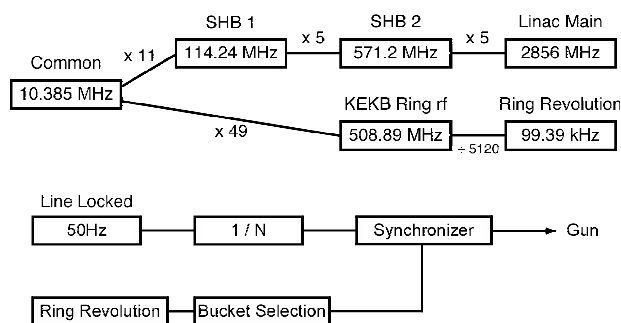 SHB 1
SHB 2
Linac Main
x 11
114.24 MHz
x 5
571.2 MHz
x 5
2856 MHz
Common
10.385 MHz
KEKB Ring rf
Ring Revolution
x 49
508.89 MHz
÷ 5120
99.39 kHz
Line Locked
50Hz
1 / N
Synchronizer
Gun
Ring Revolution
Bucket Selection